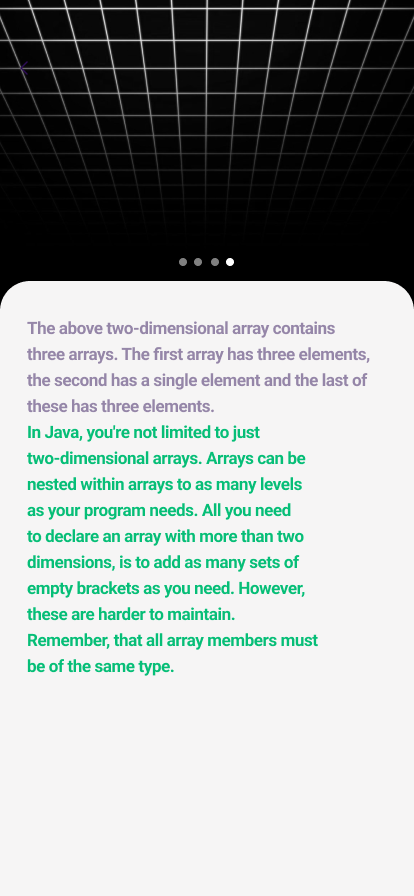 The above two-dimensional array contains
three arrays. The first array has three elements,
the second has a single element and the last of
these has three elements.
In Java, you're not limited to just
two-dimensional arrays. Arrays can be
nested within arrays to as many levels
as your program needs. All you need
to declare an array with more than two
dimensions, is to add as many sets of
empty brackets as you need. However,
these are harder to maintain.
Remember, that all array members must
be of the same type.